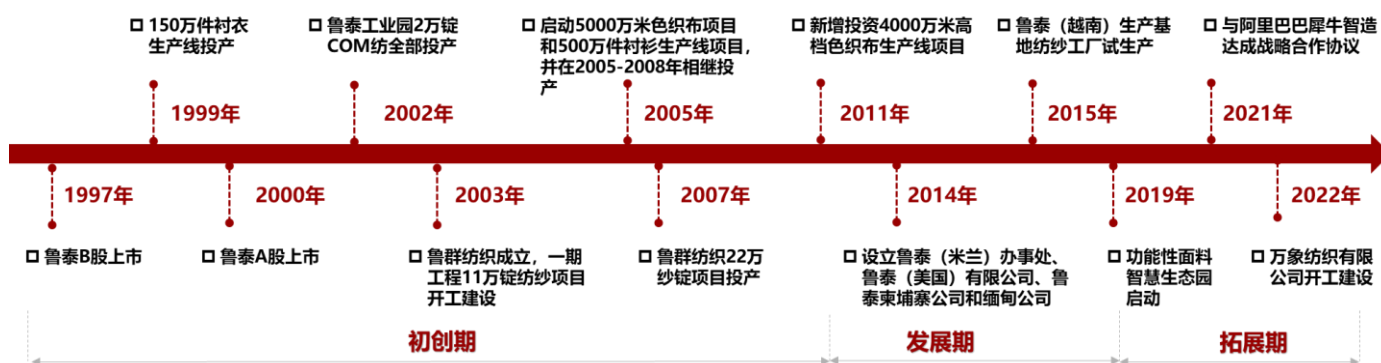 150万件衬衣
生产线投产
鲁泰工业园2万锭
COM纺全部投产
启动5000万米色织布项目
和500万件衬衫生产线项目，
并在2005-2008年相继投
产
新增投资4000万米高
档色织布生产线项目
鲁泰（越南）生产基
地纺纱工厂试生产
与阿里巴巴犀牛智造
达成战略合作协议
1999年
2002年
2005年
2011年
2015年
2021年
1997年
2000年
2003年
2007年
2014年
2019年
2022年
鲁泰B股上市
鲁泰A股上市
鲁群纺织成立，一期
工程11万锭纺纱项目
开工建设
鲁群纺织22万
纱锭项目投产
设立鲁泰（米兰）办事处、
鲁泰（美国）有限公司、鲁
泰柬埔寨公司和缅甸公司
功能性面料
智慧生态园
启动
万象纺织有限
公司开工建设
初创期
发展期
拓展期